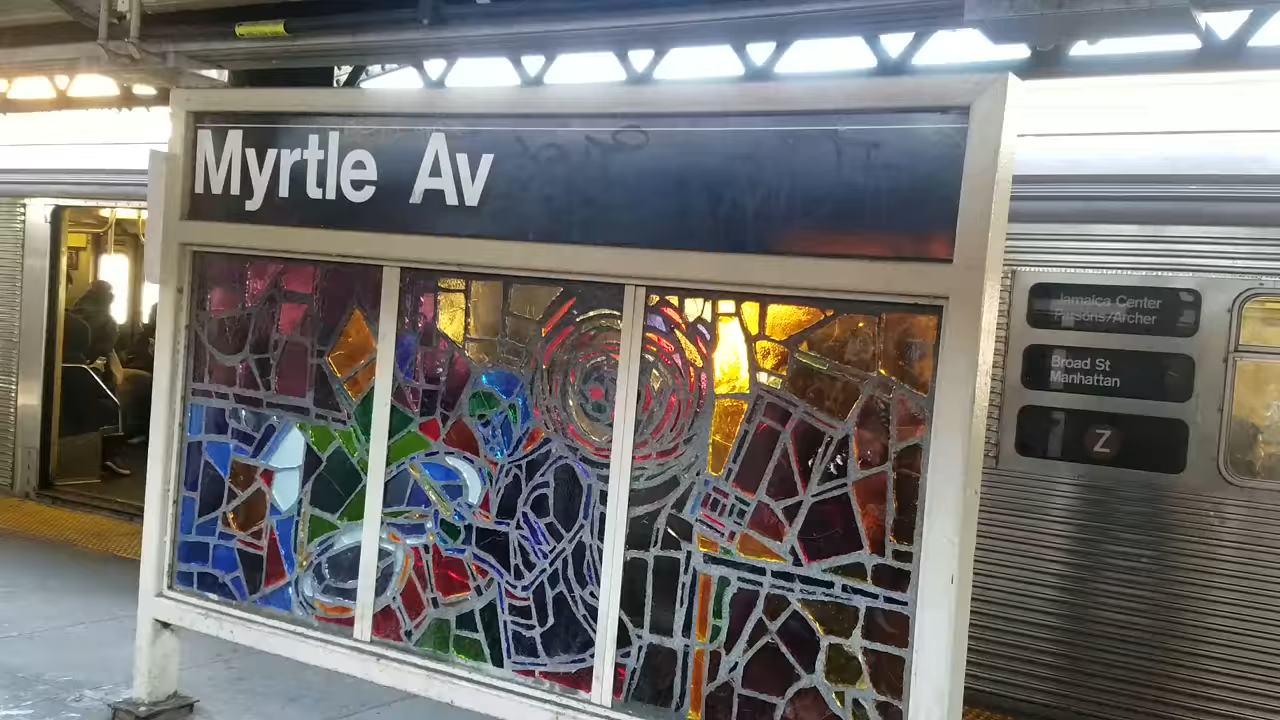 Myrtle Av
Jamaica Center
Parsons/Archer
Broad St
Manhattan
Z